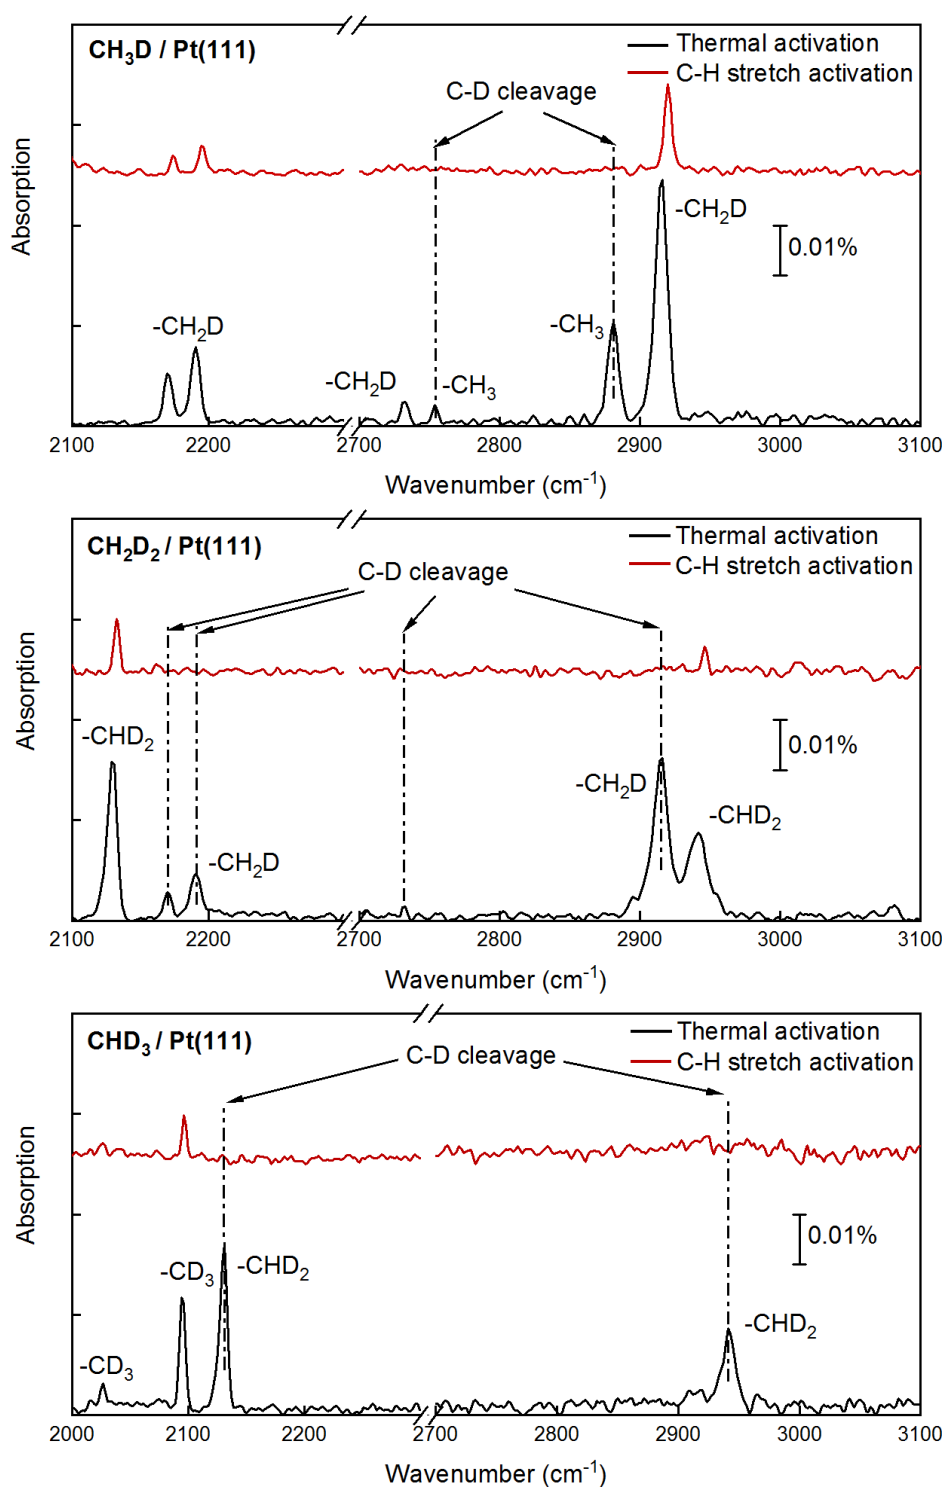 CH₃D / Pt(111)
Thermal activation
C-H stretch activation
C-D cleavage
-CH₂D
0.01%
-CH₂D
-CH₃
-CH₂D
-CH₃
Absorption
2100 2200 2700 2800 2900 3000 3100
Wavenumber (cm⁻¹)
CH₂D₂ / Pt(111)
Thermal activation
C-H stretch activation
C-D cleavage
-CHD₂
0.01%
-CH₂D
-CHD₂
-CH₂D
Absorption
2100 2200 2700 2800 2900 3000 3100
Wavenumber (cm⁻¹)
CHD₃ / Pt(111)
Thermal activation
C-H stretch activation
C-D cleavage
0.01%
-CD₃
-CHD₂
-CHD₂
-CD₃
Absorption
2000 2100 2200 2700 2800 2900 3000 3100
Wavenumber (cm⁻¹)